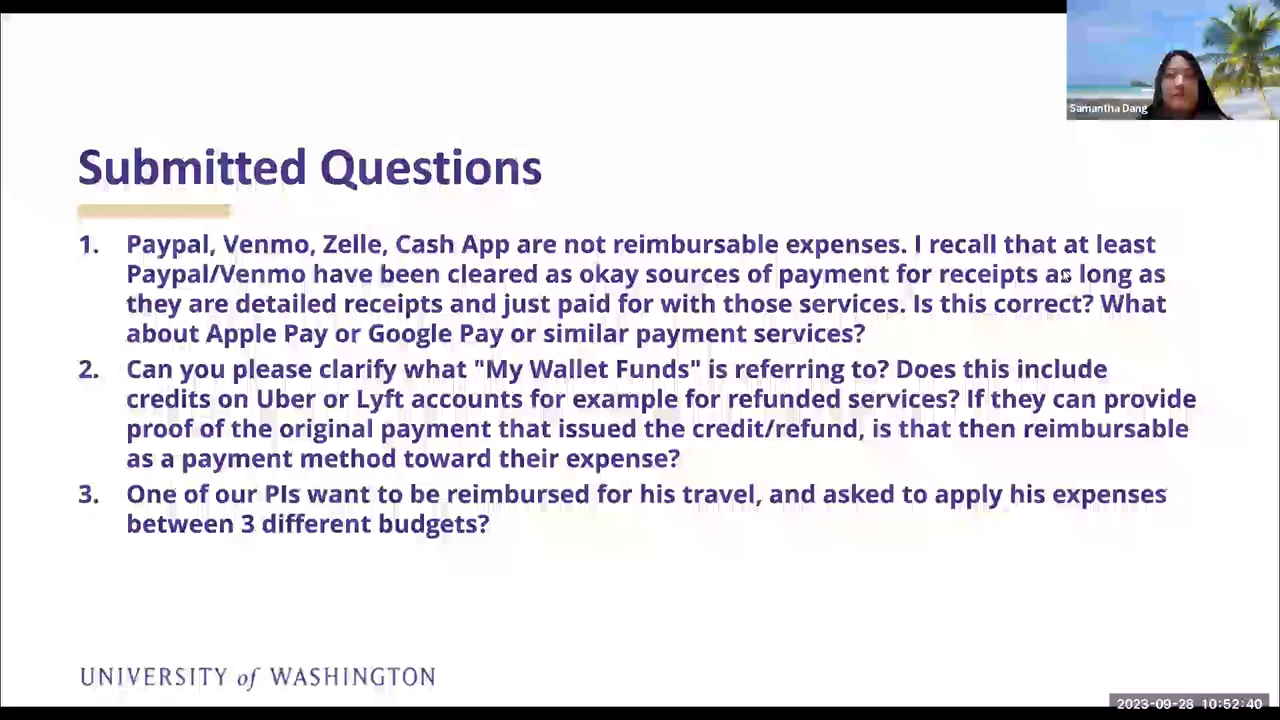 Samantha Dang
Submitted Questions
1. Paypal, Venmo, Zelle, Cash App are not reimbursable expenses. I recall that at least
Paypal/Venmo have been cleared as okay sources of payment for receipts as long as
they are detailed receipts and just paid for with those services. Is this correct? What
about Apple Pay or Google Pay or similar payment services?
2. Can you please clarify what "My Wallet Funds" is referring to? Does this include
credits on Uber or Lyft accounts for example for refunded services? If they can provide
proof of the original payment that issued the credit/refund, is that then reimbursable
as a payment method toward their expense?
3. One of our PIs want to be reimbursed for his travel, and asked to apply his expenses
between 3 different budgets?
UNIVERSITY of WASHINGTON
2023-09-28 10:52:40